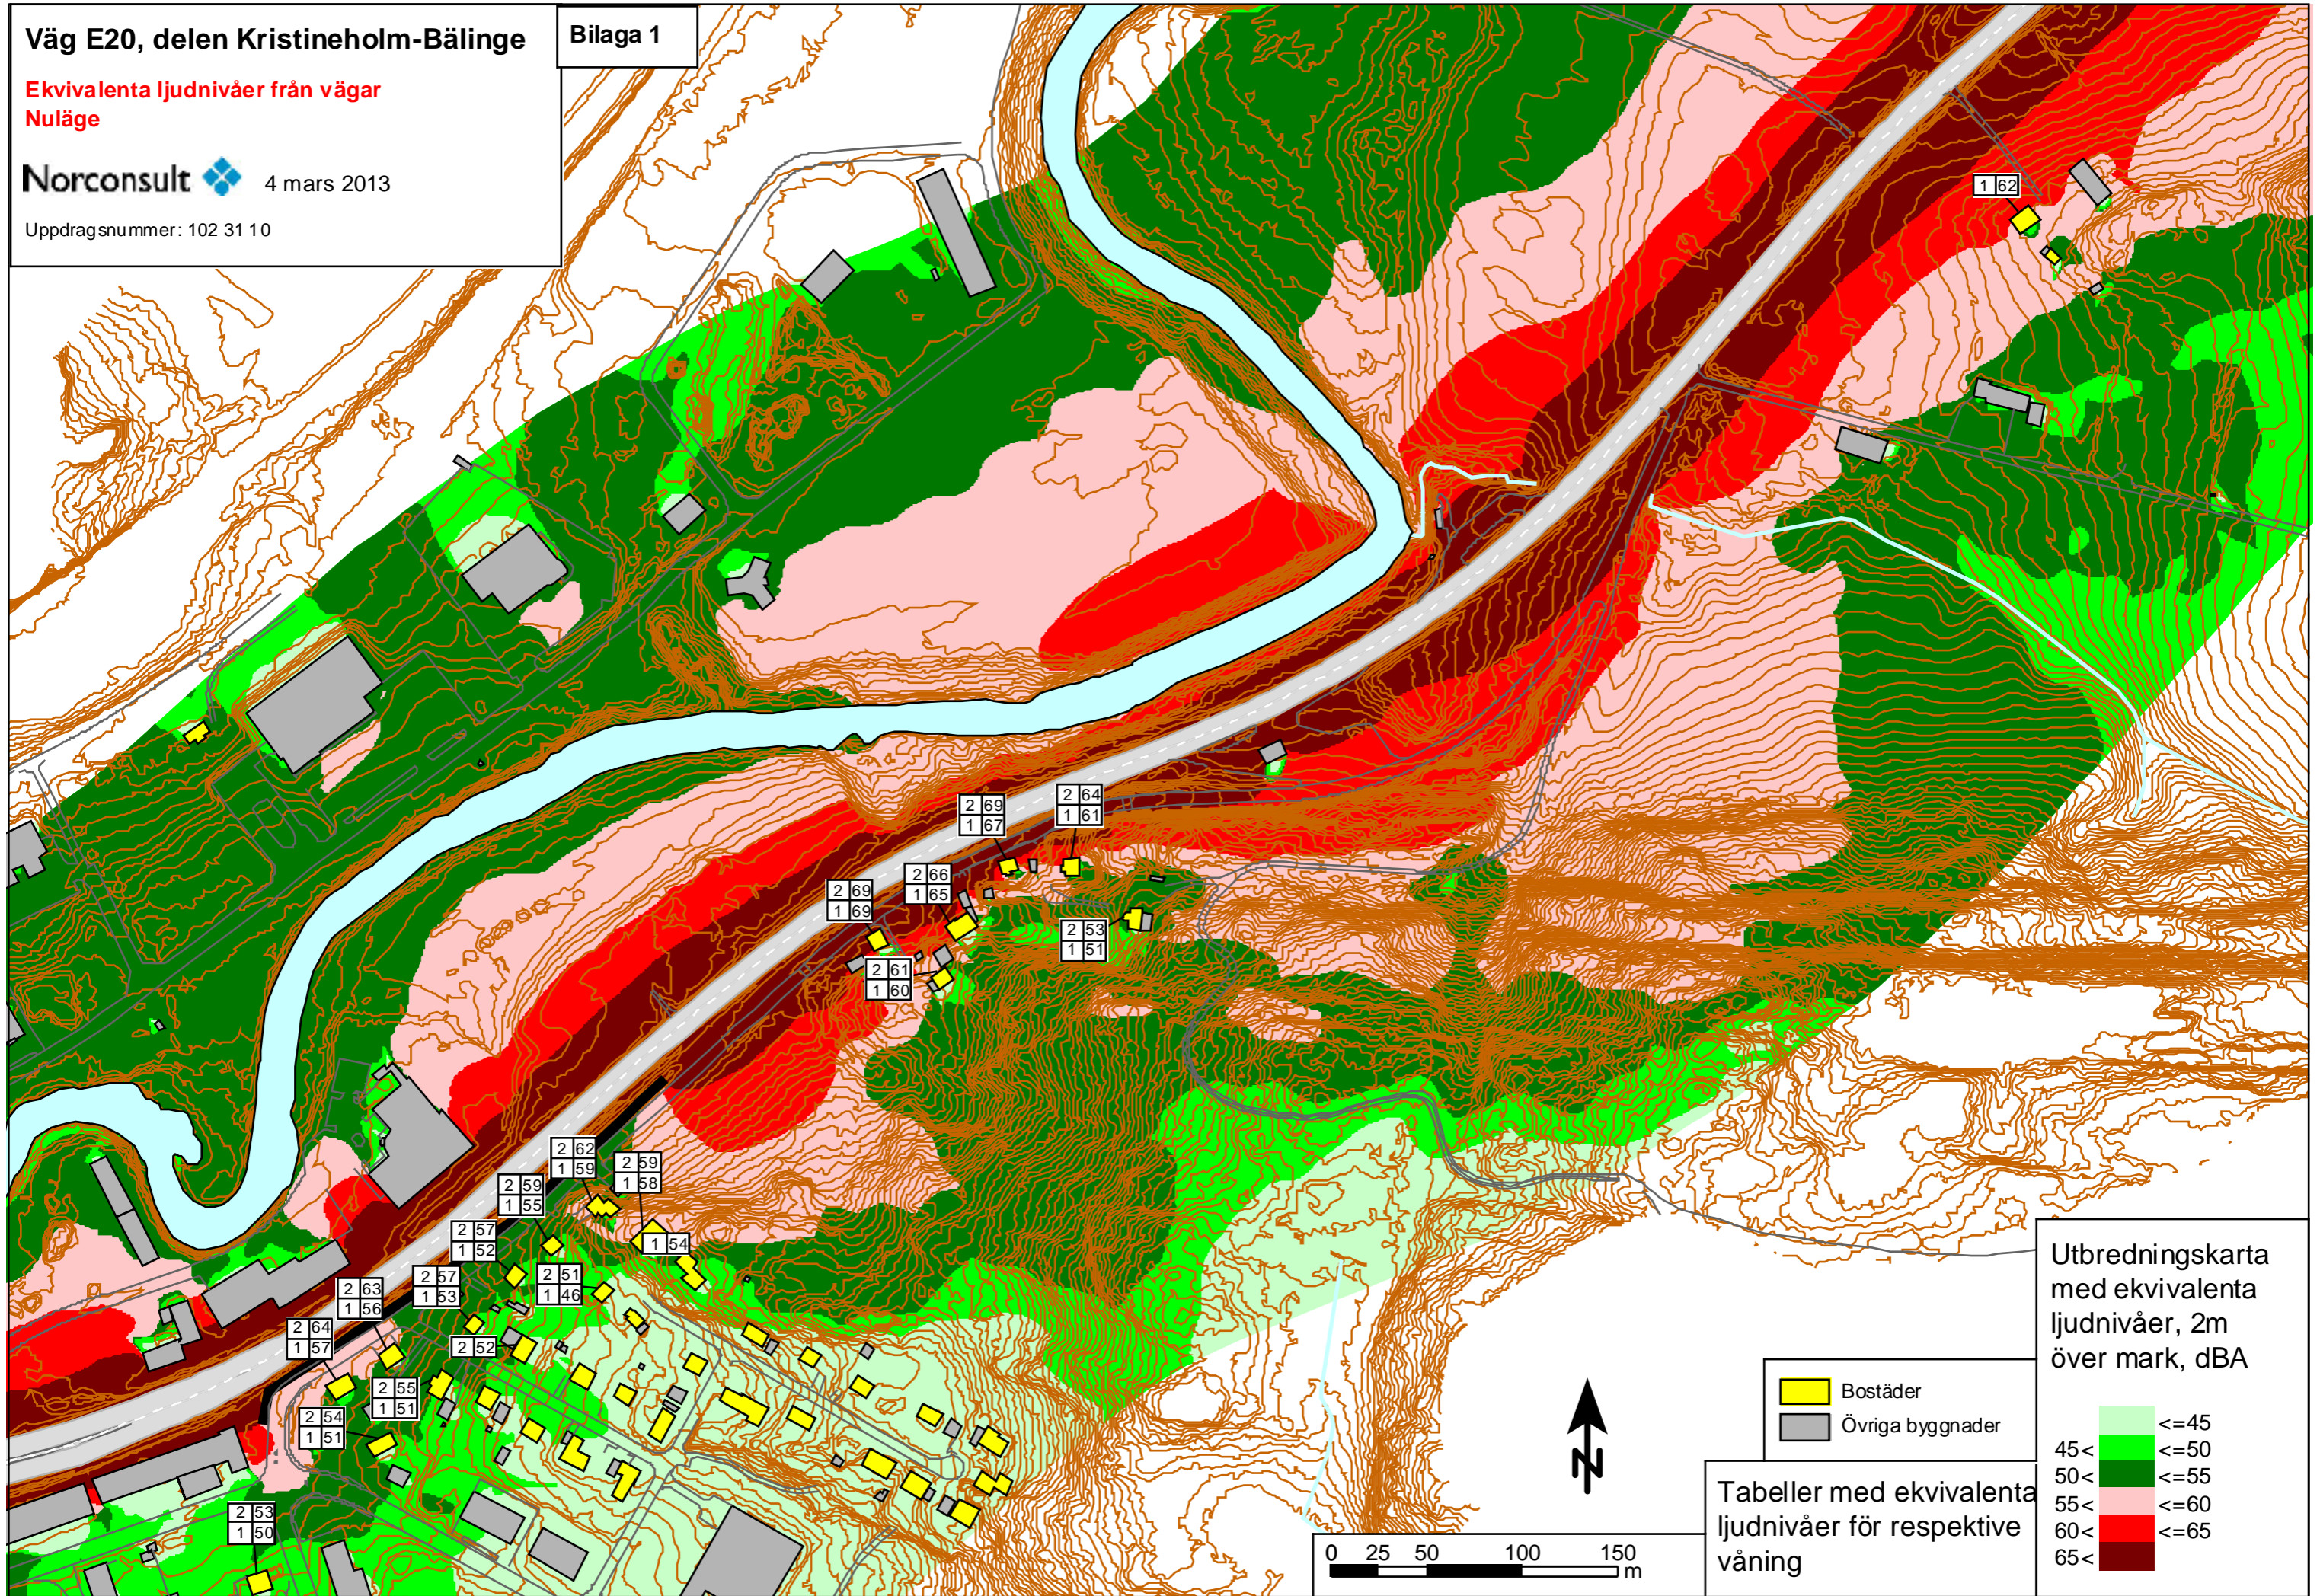 Väg E20, delen Kristineholm-Bälinge
Bilaga 1
Ekvivalenta ljudnivåer från vägar
Nuläge
Norconsult
4 mars 2013
Uppdragsnummer: 102 31 10
1 62
2 69
1 67
2 64
1 61
2 66
1 65
2 69
1 69
2 53
1 51
2 61
1 60
2 62
1 59
2 59
1 58
2 59
1 55
2 57
1 52
1 54
2 51
1 46
2 57
1 53
2 63
1 56
2 64
1 57
2 52
2 55
1 51
2 54
1 51
2 53
1 50
Utbredningskarta
med ekvivalenta
ljudnivåer, 2m
över mark, dBA
<=45
45< <=50
50< <=55
55< <=60
60< <=65
65<
Bostäder
Övriga byggnader
N
Tabeller med ekvivalenta
ljudnivåer för respektive
våning
0 25 50 100 150
m